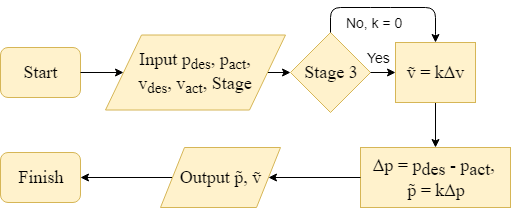 No, k = 0
Start
Input p_des, p_act,
v_des, v_act, Stage
Stage 3
Yes
ṽ = kΔv
Δp = p_des - p_act,
p̃ = kΔp
Output p̃, ṽ
Finish